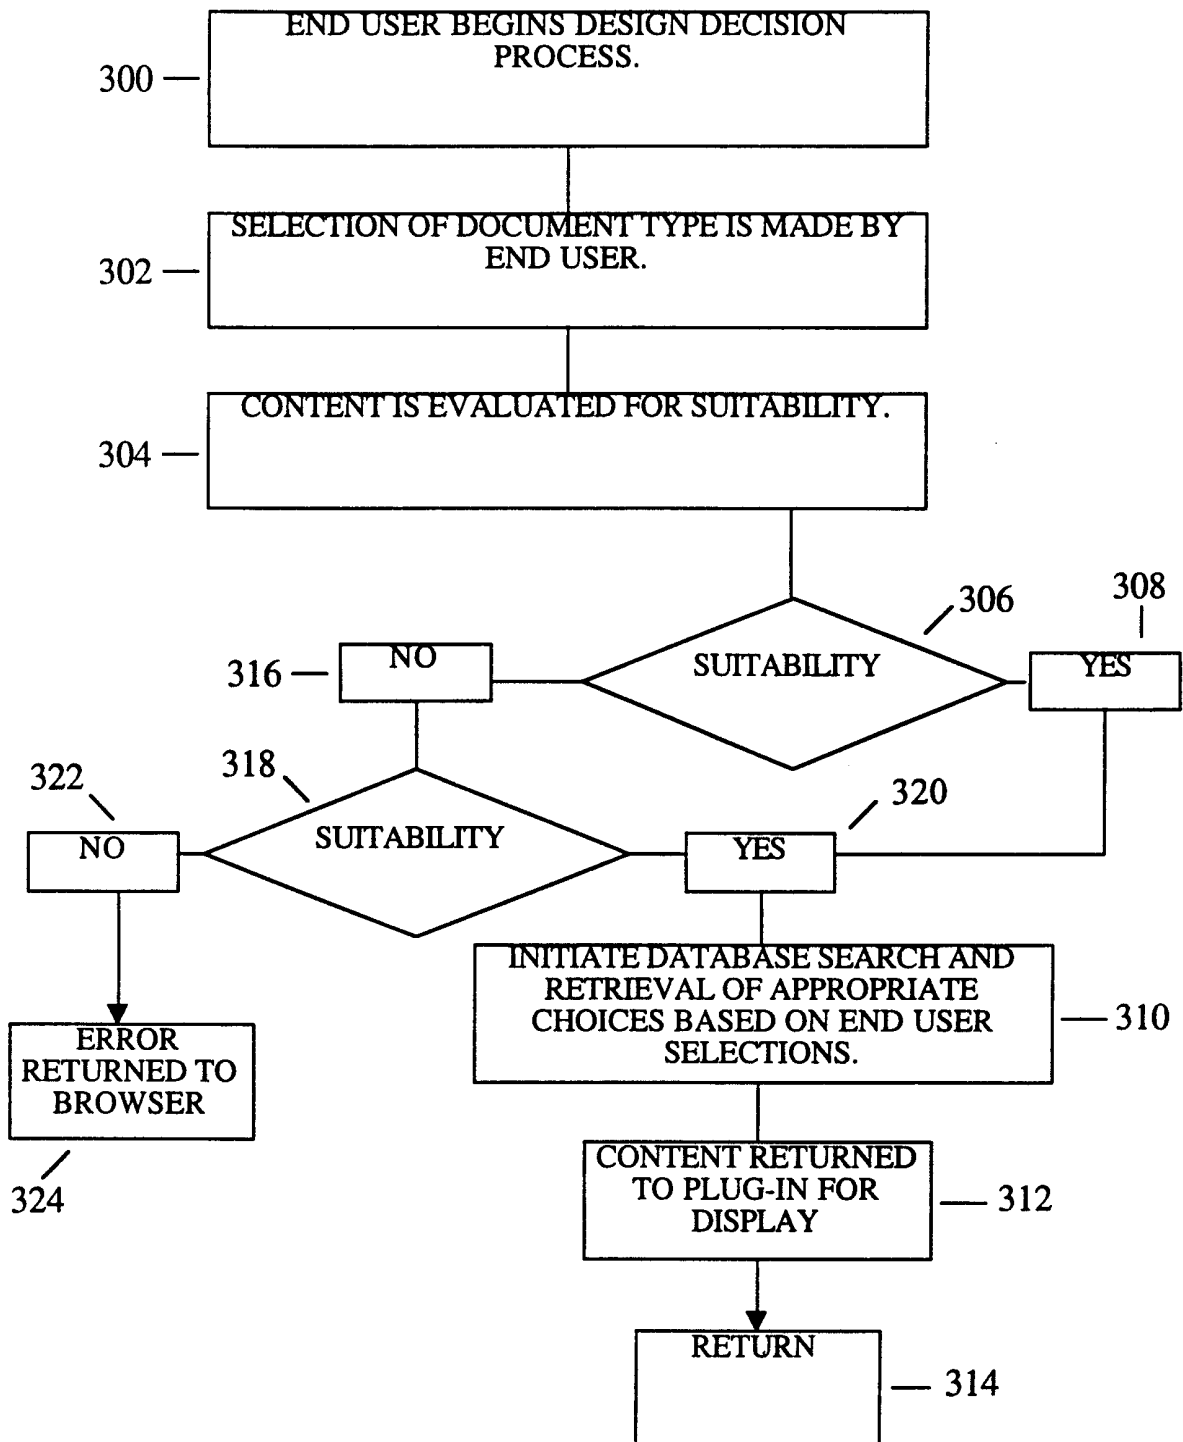 END USER BEGINS DESIGN DECISION
PROCESS.
300
SELECTION OF DOCUMENT TYPE IS MADE BY
END USER.
302
CONTENT IS EVALUATED FOR SUITABILITY.
304
306
308
NO
SUITABILITY
YES
316
318
322
320
NO
SUITABILITY
YES
INITIATE DATABASE SEARCH AND
RETRIEVAL OF APPROPRIATE
CHOICES BASED ON END USER
SELECTIONS.
310
ERROR
RETURNED TO
BROWSER
324
CONTENT RETURNED
TO PLUG-IN FOR
DISPLAY
312
RETURN
314